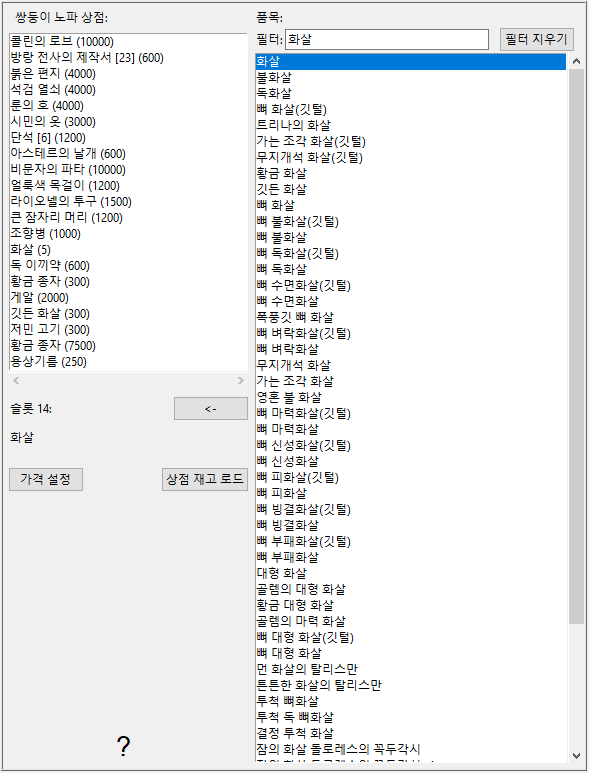 쌍둥이 노파 상점:
콜린의 로브 (10000)
방랑 전사의 제작서 [23] (600)
붉은 편지 (4000)
석검 열쇠 (4000)
룬의 호 (4000)
시민의 옷 (3000)
단석 [6] (1200)
아스테르의 날개 (600)
비문자의 파타 (10000)
얼룩색 목걸이 (1200)
라이오넬의 투구 (1500)
큰 잠자리 머리 (1200)
조향병 (1000)
화살 (5)
독 이끼약 (600)
황금 종자 (300)
게알 (2000)
깃든 화살 (300)
저민 고기 (300)
황금 종자 (7500)
용상기름 (250)
슬롯 14:
<-
화살
가격 설정
상점 재고 로드
?
품목:
필터:
화살
필터 지우기
화살
불화살
독화살
뼈 화살(깃털)
트리나의 화살
가는 조각 화살(깃털)
무지개석 화살(깃털)
황금 화살
깃든 화살
뼈 화살
뼈 불화살(깃털)
뼈 불화살
뼈 독화살(깃털)
뼈 독화살
뼈 수면화살(깃털)
뼈 수면화살
폭풍깃 뼈 화살
뼈 벼락화살(깃털)
뼈 벼락화살
무지개석 화살
가는 조각 화살
영혼 불 화살
뼈 마력화살(깃털)
뼈 마력화살
뼈 신성화살(깃털)
뼈 신성화살
뼈 피화살(깃털)
뼈 피화살
뼈 빙결화살(깃털)
뼈 빙결화살
뼈 부패화살(깃털)
뼈 부패화살
대형 화살
골렘의 대형 화살
황금 대형 화살
골렘의 마력 화살
뼈 대형 화살(깃털)
뼈 대형 화살
먼 화살의 탈리스만
튼튼한 화살의 탈리스만
투척 뼈화살
투척 독 뼈화살
결정 투척 화살
잠의 화살 돌로레스의 꼭두각시